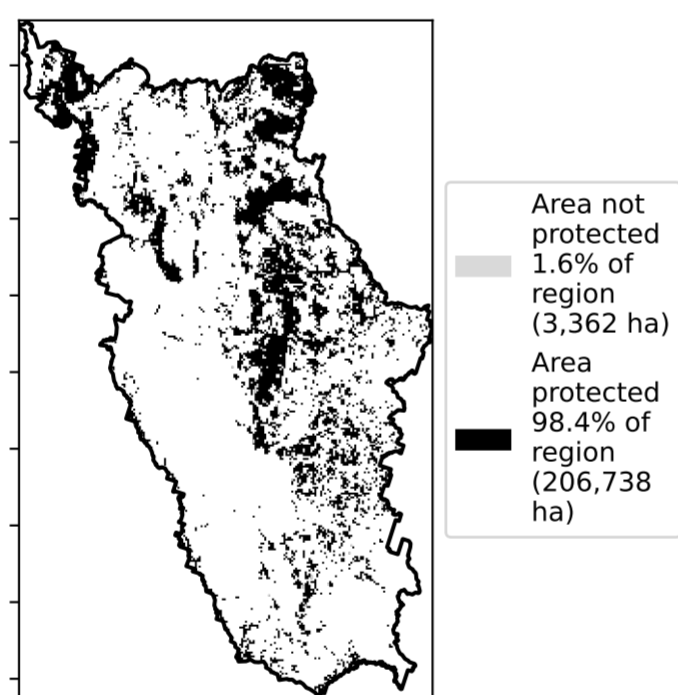 Area not
protected
1.6% of
region
(3,362 ha)
Area
protected
98.4% of
region
(206,738
ha)